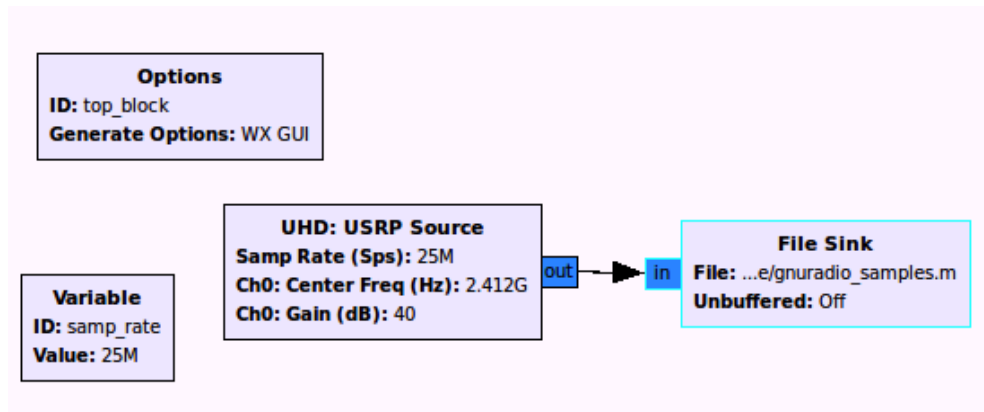 Options
ID: top_block
Generate Options: WX GUI
UHD: USRP Source
Samp Rate (Sps): 25M
Ch0: Center Freq (Hz): 2.412G
Ch0: Gain (dB): 40
out
in
File Sink
File: ...e/gnuradio_samples.m
Unbuffered: Off
Variable
ID: samp_rate
Value: 25M